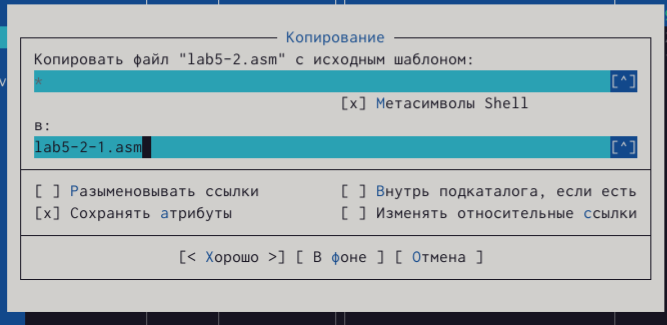 Копирование
Копировать файл "lab5-2.asm" с исходным шаблоном:
* [^]
[x] Метасимволы Shell
в:
lab5-2-1.asm [^]
[ ] Разыменовывать ссылки [ ] Внутрь подкаталога, если есть
[x] Сохранять атрибуты [ ] Изменять относительные ссылки
[< Хорошо >] [ В фоне ] [ Отмена ]